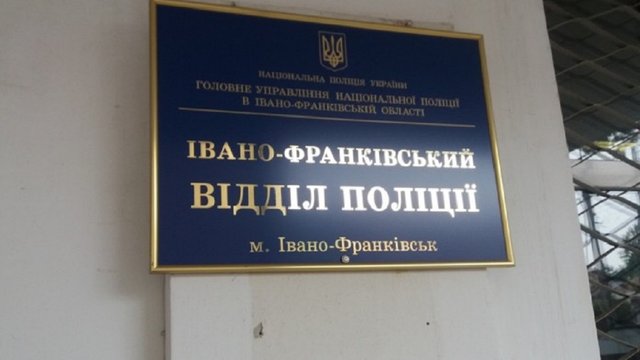 НАЦІОНАЛЬНА ПОЛІЦІЯ УКРАЇНИ
ГОЛОВНЕ УПРАВЛІННЯ НАЦІОНАЛЬНОЇ ПОЛІЦІЇ
В ІВАНО-ФРАНКІВСЬКІЙ ОБЛАСТІ
ІВАНО-ФРАНКІВСЬКИЙ
ВІДДІЛ ПОЛІЦІЇ
м. Івано-Франківськ